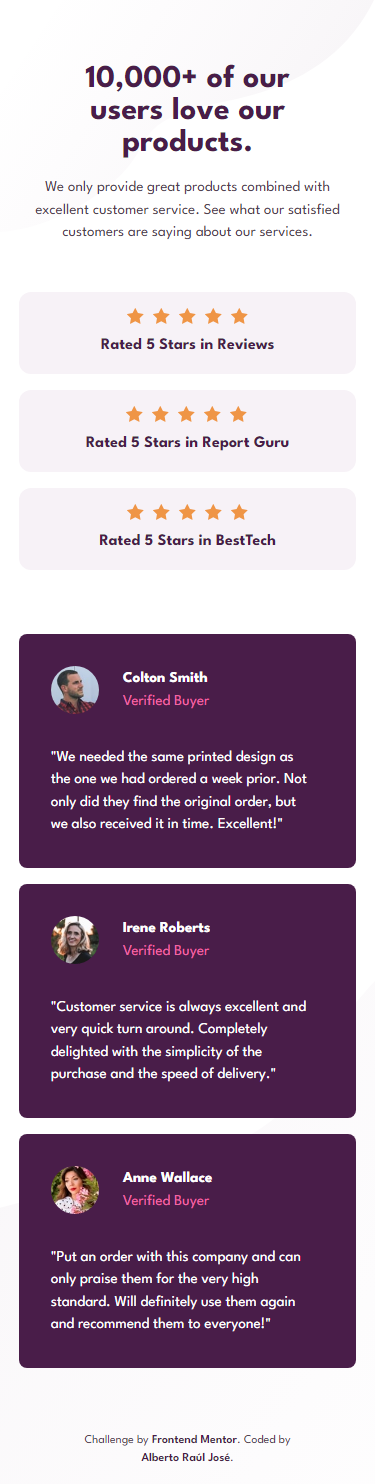 10,000+ of our
users love our
products.
We only provide great products combined with
excellent customer service. See what our satisfied
customers are saying about our services.
Rated 5 Stars in Reviews
Rated 5 Stars in Report Guru
Rated 5 Stars in BestTech
Colton Smith
Verified Buyer
"We needed the same printed design as
the one we had ordered a week prior. Not
only did they find the original order, but
we also received it in time. Excellent!"
Irene Roberts
Verified Buyer
"Customer service is always excellent and
very quick turn around. Completely
delighted with the simplicity of the
purchase and the speed of delivery."
Anne Wallace
Verified Buyer
"Put an order with this company and can
only praise them for the very high
standard. Will definitely use them again
and recommend them to everyone!"
Challenge by Frontend Mentor. Coded by
Alberto Raúl José.